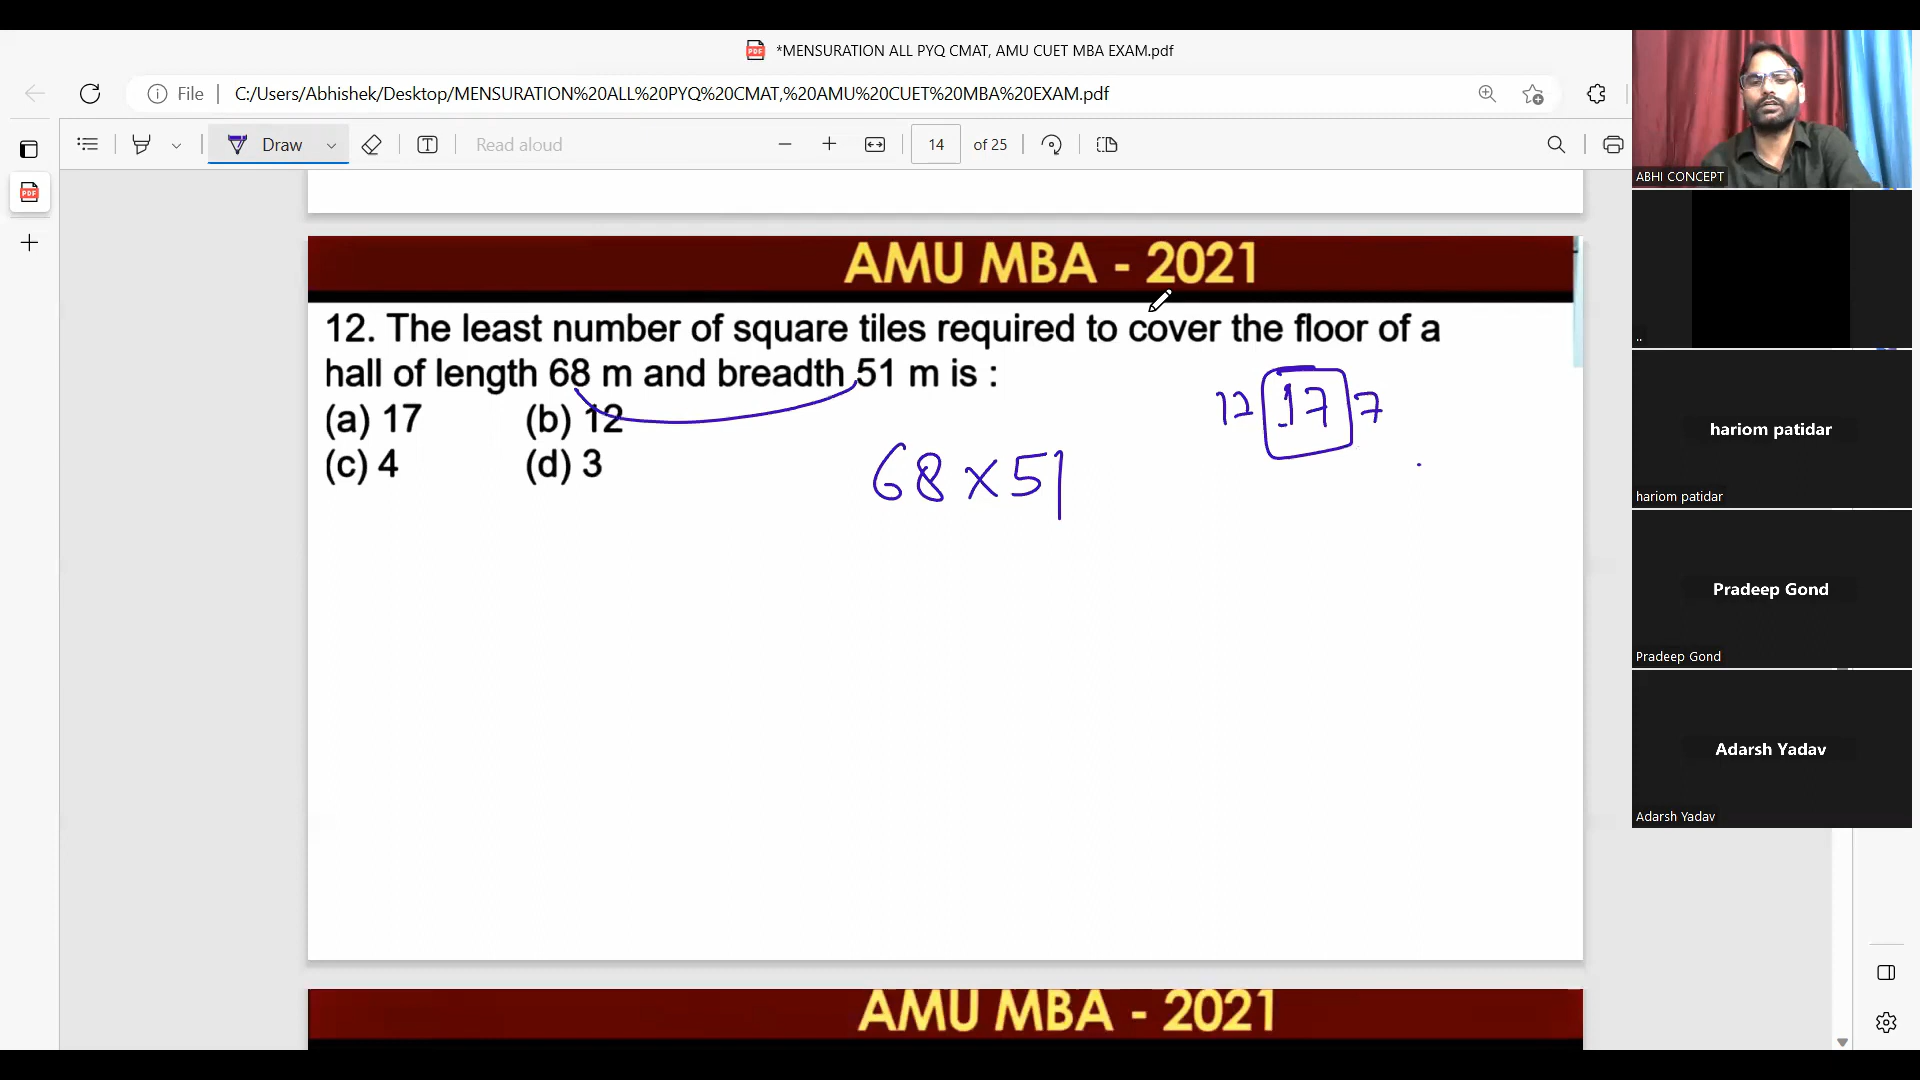 *MENSURATION ALL PYQ CMAT, AMU CUET MBA EXAM.pdf
File
C:/Users/Abhishek/Desktop/MENSURATION%20ALL%20PYQ%20CMAT,%20AMU%20CUET%20MBA%20EXAM.pdf
Draw
Read aloud
14 of 25
AMU MBA - 2021
12. The least number of square tiles required to cover the floor of a
hall of length 68 m and breadth 51 m is :
(a) 17 (b) 12
(c) 4 (d) 3
17 17 7
68 × 51
AMU MBA - 2021
ABHI CONCEPT
..
hariom patidar
hariom patidar
Pradeep Gond
Pradeep Gond
Adarsh Yadav
Adarsh Yadav